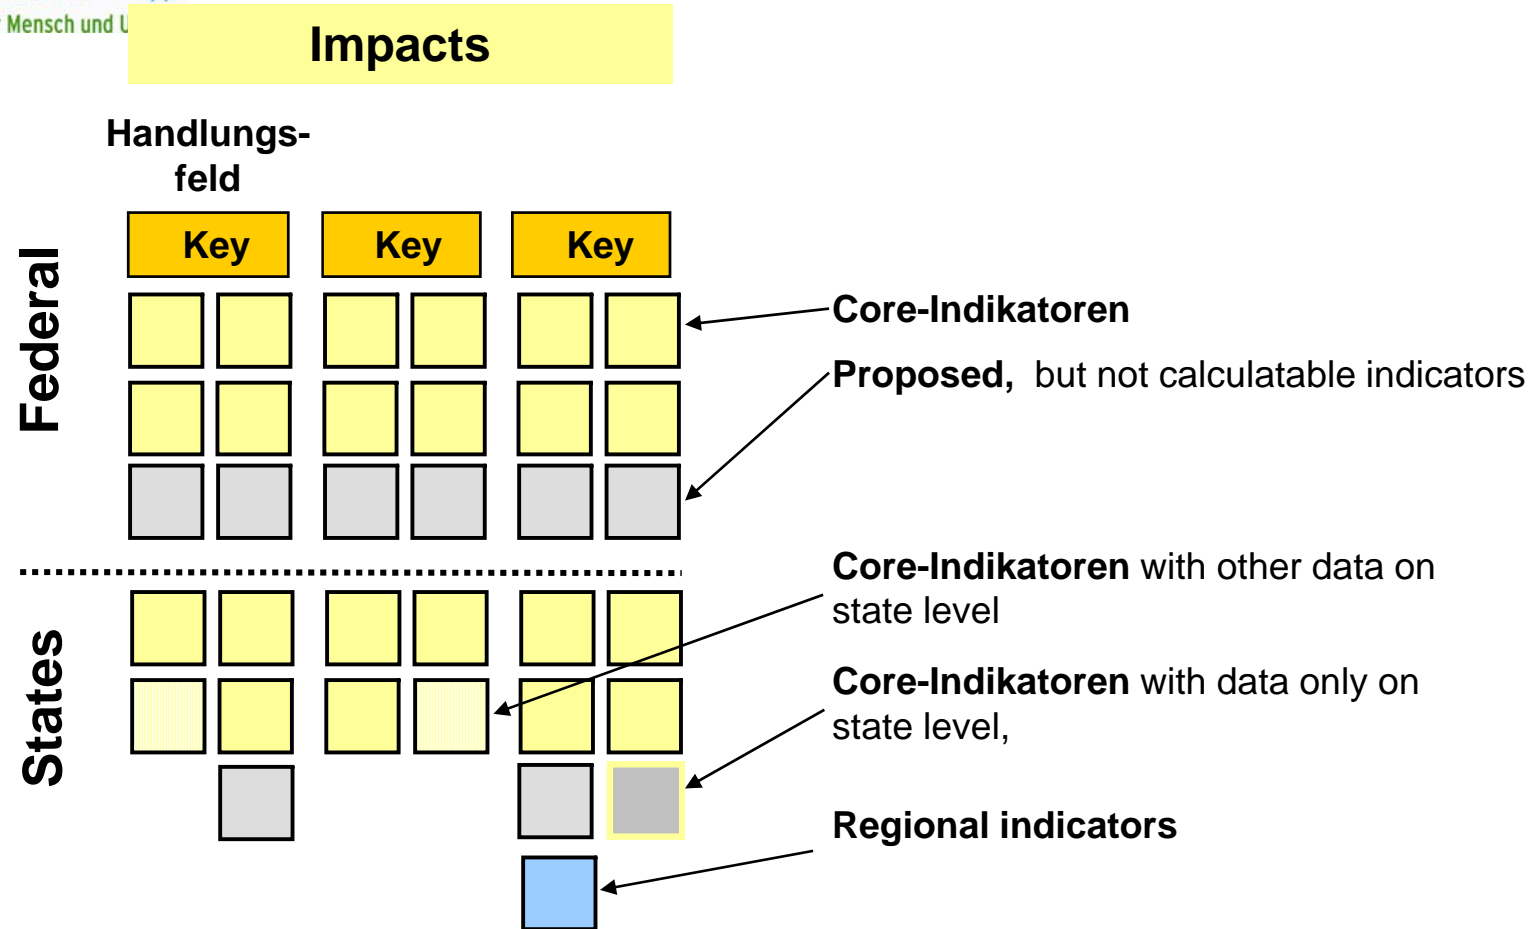 Mensch und
Impacts
Handlungs-
feld
Key Key Key
Federal
Core-Indikatoren
Proposed, but not calculatable indicators
States
Core-Indikatoren with other data on
state level
Core-Indikatoren with data only on
state level,
Regional indicators